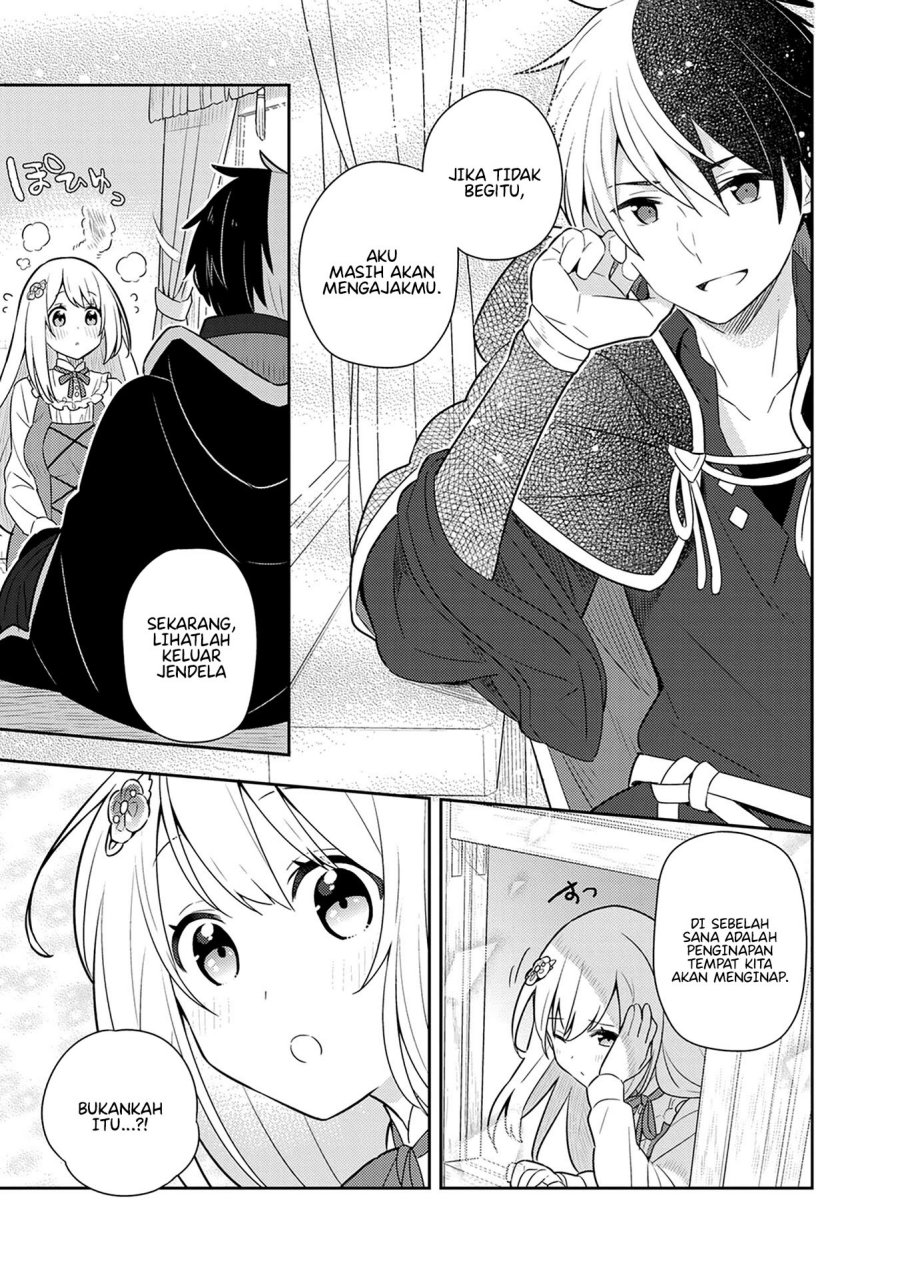 JIKA TIDAK
BEGITU,
AKU
MASIH AKAN
MENGAJAKMU.
ぽひゅっ
SEKARANG,
LIHATLAH
KELUAR
JENDELA
DI SEBELAH
SANA ADALAH
PENGINAPAN
TEMPAT KITA
AKAN MENGINAP.
すっ
BUKANKAH
ITU...?!